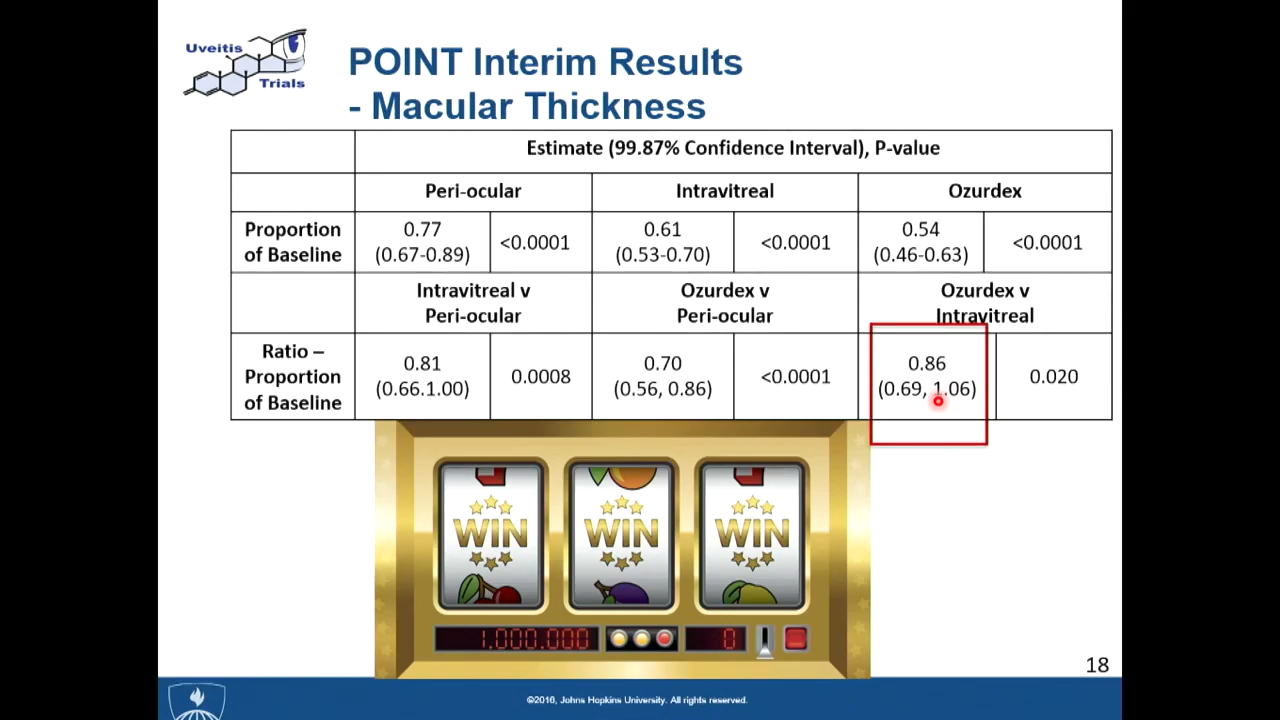 Uveitis
Trials
POINT Interim Results
- Macular Thickness
Estimate (99.87% Confidence Interval), P-value
Peri-ocular
Intravitreal
Ozurdex
Proportion
of Baseline
0.77
(0.67-0.89)
<0.0001
0.61
(0.53-0.70)
<0.0001
0.54
(0.46-0.63)
<0.0001
Intravitreal v
Peri-ocular
Ozurdex v
Peri-ocular
Ozurdex v
Intravitreal
Ratio –
Proportion
of Baseline
0.81
(0.66.1.00)
0.0008
0.70
(0.56, 0.86)
<0.0001
0.86
(0.69, 1.06)
0.020
WIN
WIN
WIN
1,000.000
0
18
©2016, Johns Hopkins University. All rights reserved.